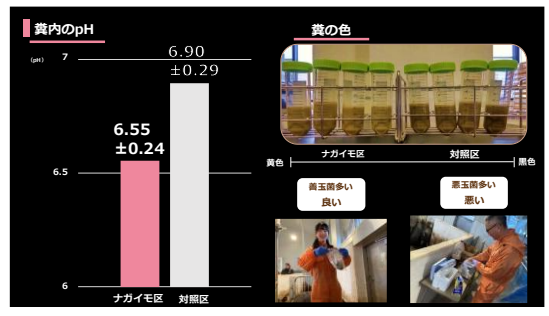 糞内のpH
(pH)
7
6.90
±0.29
6.55
±0.24
6.5
6
ナガイモ区
対照区
糞の色
ナガイモ区
対照区
黄色
黒色
善玉菌多い
良い
悪玉菌多い
悪い